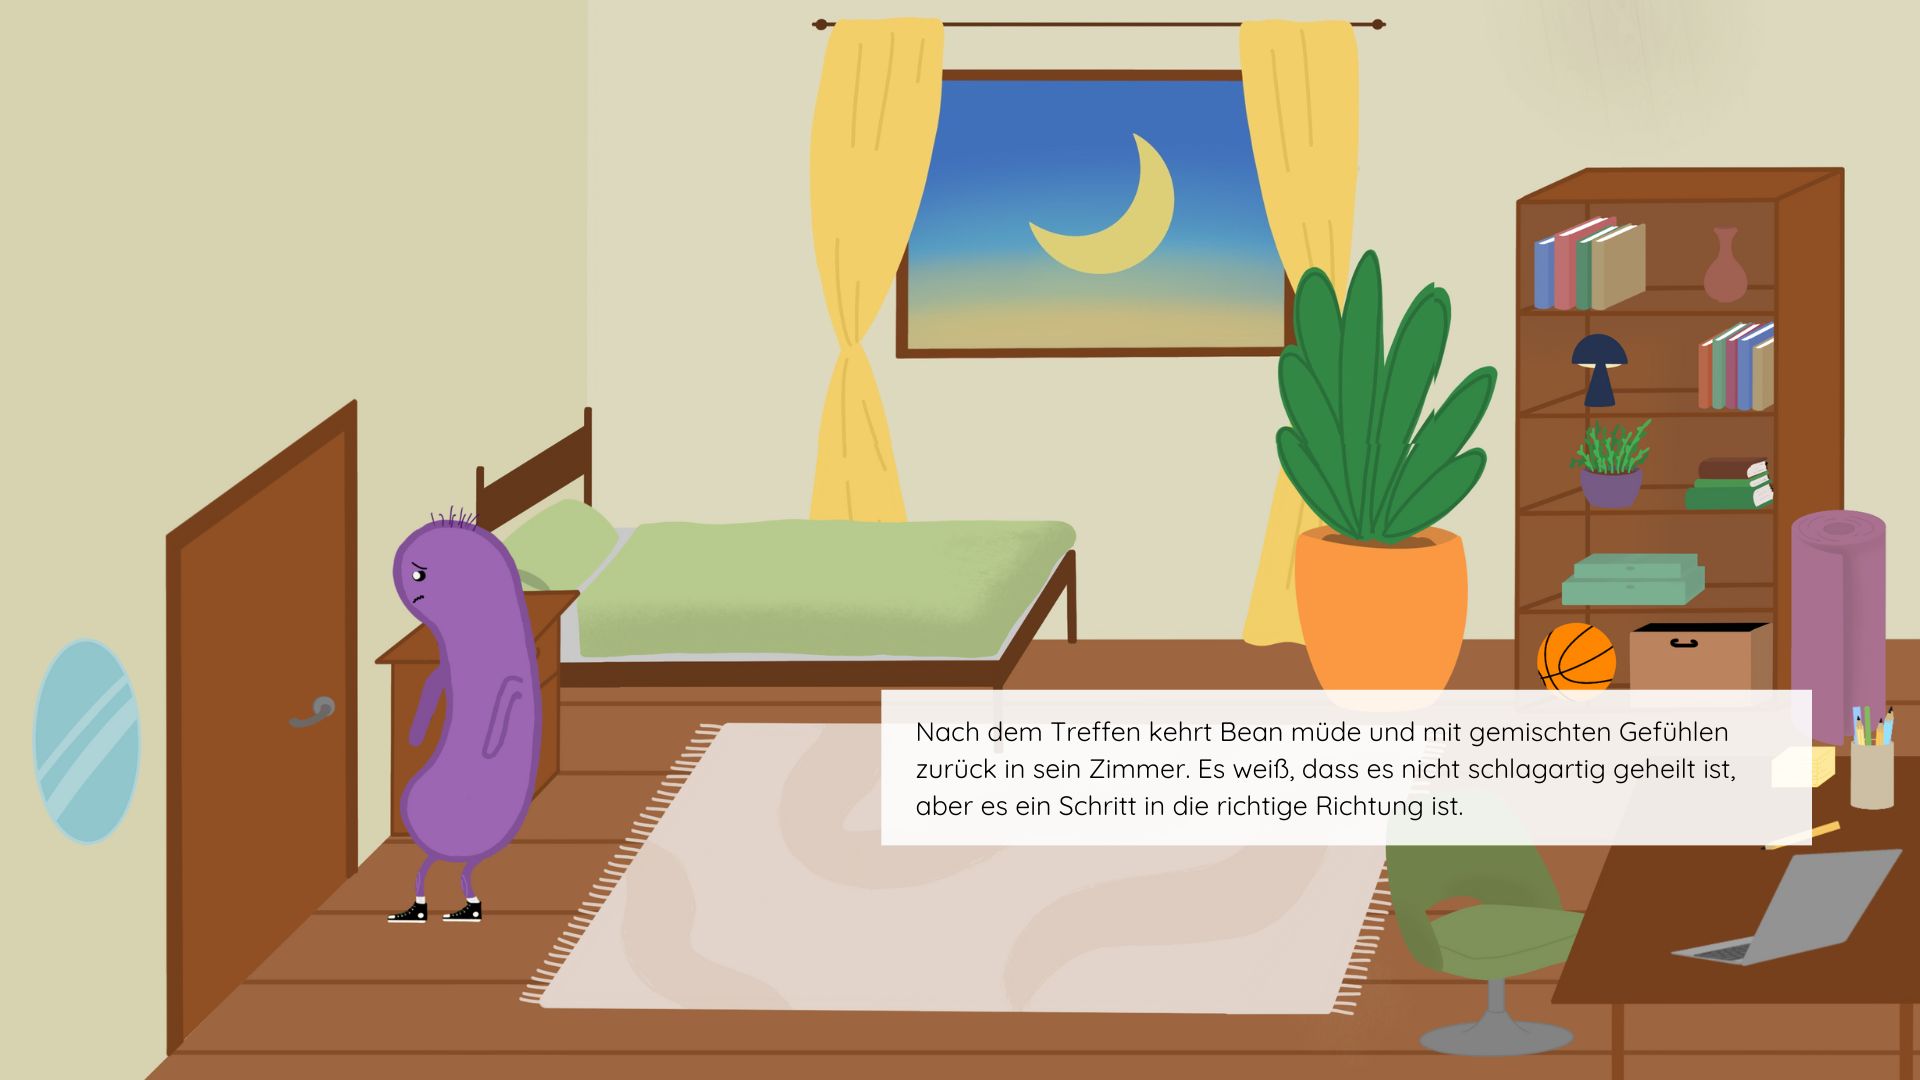 Nach dem Treffen kehrt Bean müde und mit gemischten Gefühlen
zurück in sein Zimmer. Es weiß, dass es nicht schlagartig geheilt ist,
aber es ein Schritt in die richtige Richtung ist.